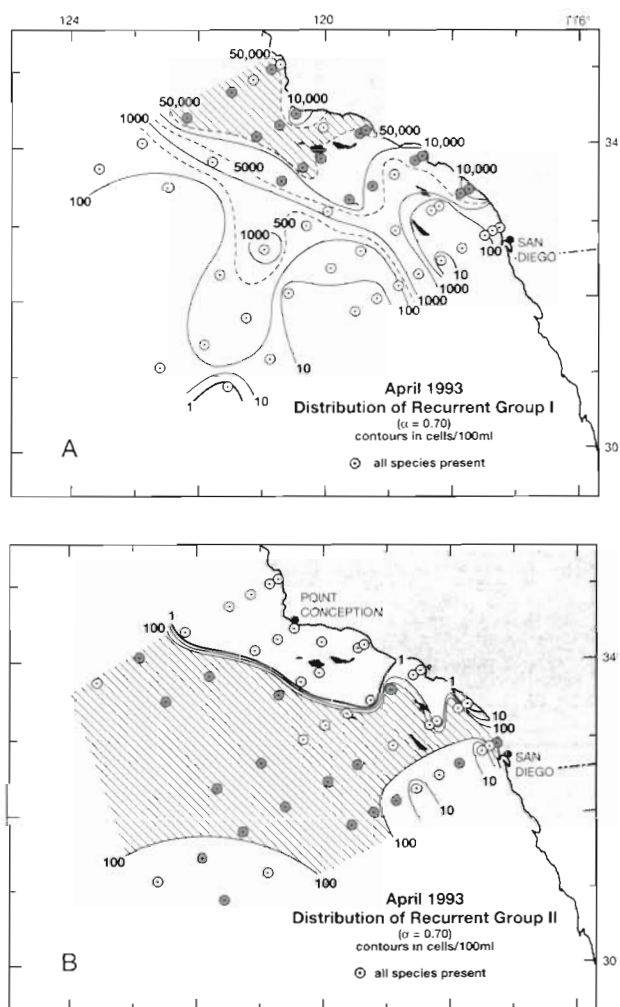 124
120
116°
50,000
10,000
50,000
1000
50,000
10,000
34°
5000
10,000
100
500
1000
SAN
DIEGO
100
10
1000
100
1000
10
April 1993
Distribution of Recurrent Group I
(α = 0.70)
contours in cells/100ml
1
10
30°
A
all species present
POINT
CONCEPTION
1
100
34°
1
1
10
100
SAN
DIEGO
10
10
100
100
100
April 1993
Distribution of Recurrent Group II
(α = 0.70)
contours in cells/100ml
30°
B
all species present